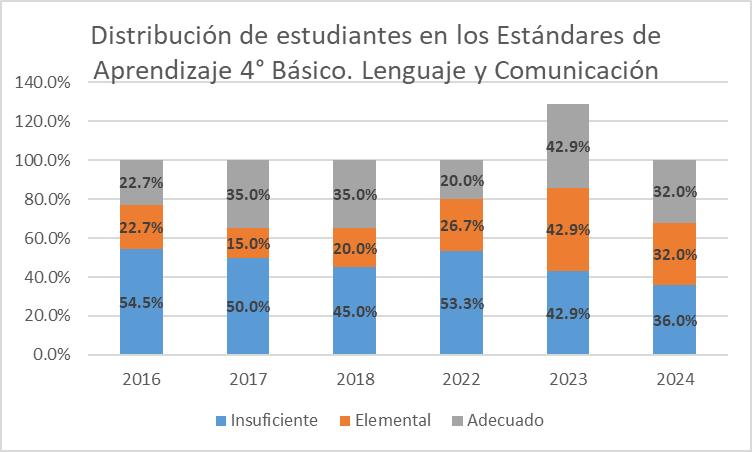 Distribución de estudiantes en los Estándares de
Aprendizaje 4° Básico. Lenguaje y Comunicación
140.0%
120.0%
100.0%
80.0%
60.0%
40.0%
20.0%
0.0%
22.7% 35.0% 35.0% 20.0% 42.9% 32.0%
22.7% 15.0% 20.0% 26.7% 42.9% 32.0%
54.5% 50.0% 45.0% 53.3% 42.9% 36.0%
2016 2017 2018 2022 2023 2024
Insuficiente Elemental Adecuado